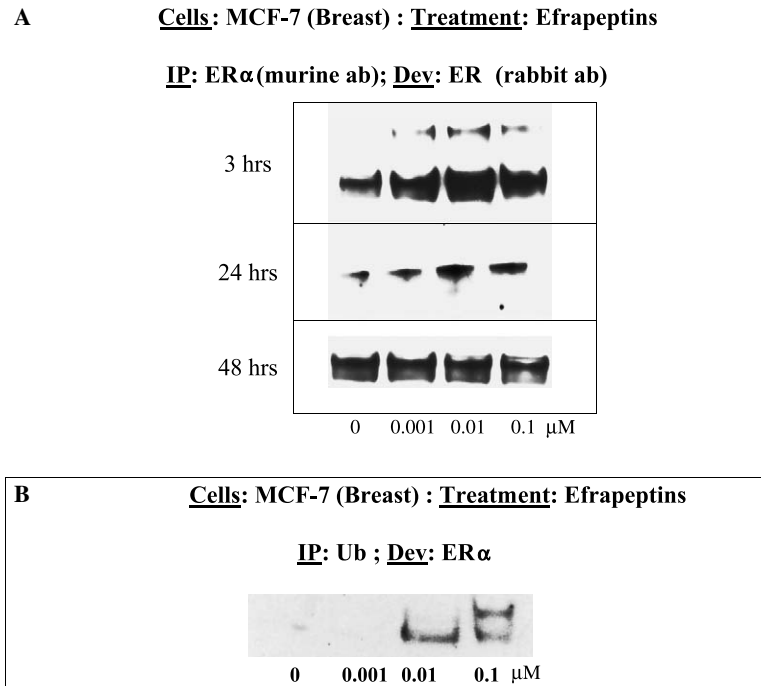 A
Cells: MCF-7 (Breast) : Treatment: Efrapeptins
IP: ERα(murine ab); Dev: ER (rabbit ab)
3 hrs
24 hrs
48 hrs
0 0.001 0.01 0.1 μM
B
Cells: MCF-7 (Breast) : Treatment: Efrapeptins
IP: Ub ; Dev: ERα
0 0.001 0.01 0.1 μM